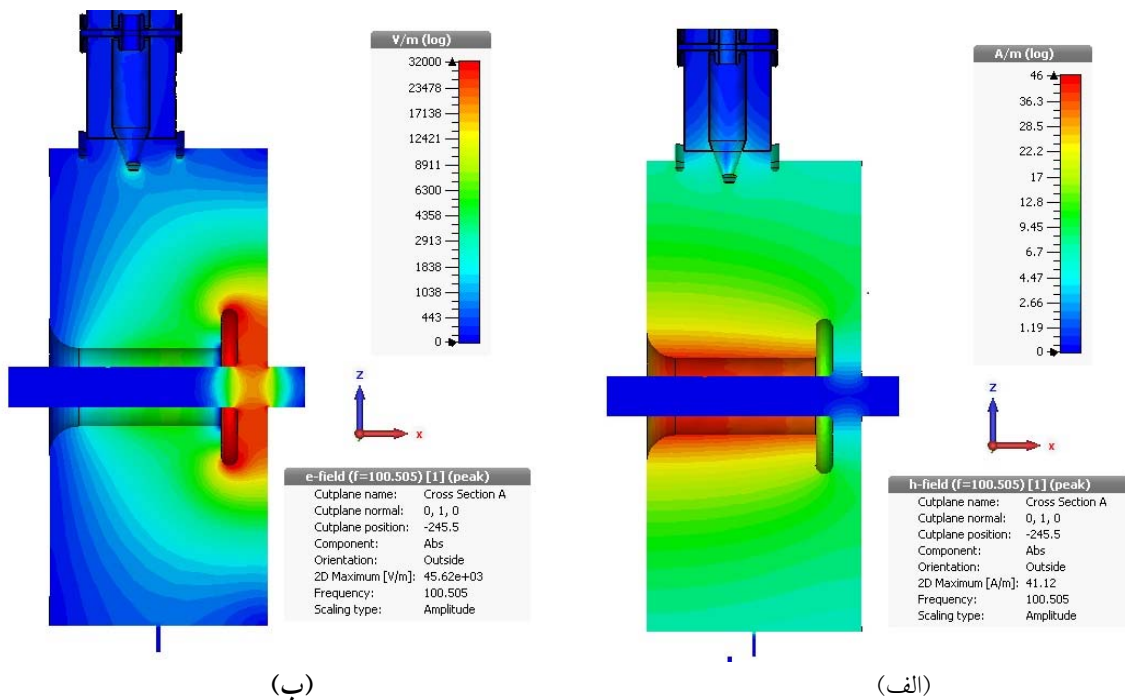 V/m (log)
32000
23478
17138
12421
8911
6300
4358
2913
1838
1038
443
0
z
x
e-field (f=100.505) [1] (peak)
Cutplane name: Cross Section A
Cutplane normal: 0, 1, 0
Cutplane position: -245.5
Component: Abs
Orientation: Outside
2D Maximum [V/m]: 45.62e+03
Frequency: 100.505
Scaling type: Amplitude
(ب)
A/m (log)
46
36.3
28.5
22.2
17
12.8
9.45
6.7
4.47
2.66
1.19
0
z
x
h-field (f=100.505) [1] (peak)
Cutplane name: Cross Section A
Cutplane normal: 0, 1, 0
Cutplane position: -245.5
Component: Abs
Orientation: Outside
2D Maximum [A/m]: 41.12
Frequency: 100.505
Scaling type: Amplitude
(الف)